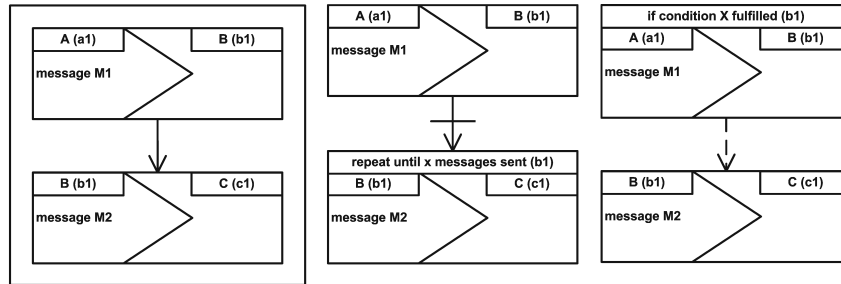 A (a1) B (b1)
message M1
B (b1) C (c1)
message M2
A (a1) B (b1)
message M1
repeat until x messages sent (b1)
B (b1) C (c1)
message M2
if condition X fulfilled (b1)
A (a1) B (b1)
message M1
B (b1) C (c1)
message M2